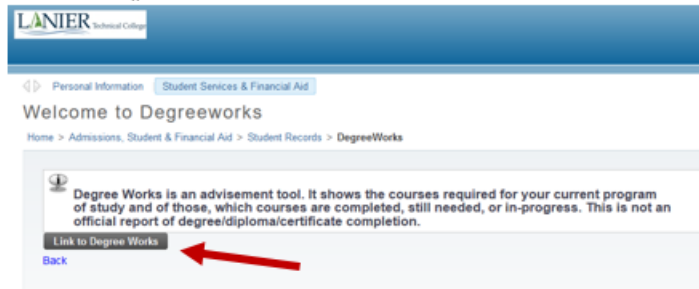 LANIER Technical College
Personal Information Student Services & Financial Aid
Welcome to Degreeworks
Home > Admissions, Student & Financial Aid > Student Records > DegreeWorks
Degree Works is an advisement tool. It shows the courses required for your current program
of study and of those, which courses are completed, still needed, or in-progress. This is not an
official report of degree/diploma/certificate completion.
Link to Degree Works
Back